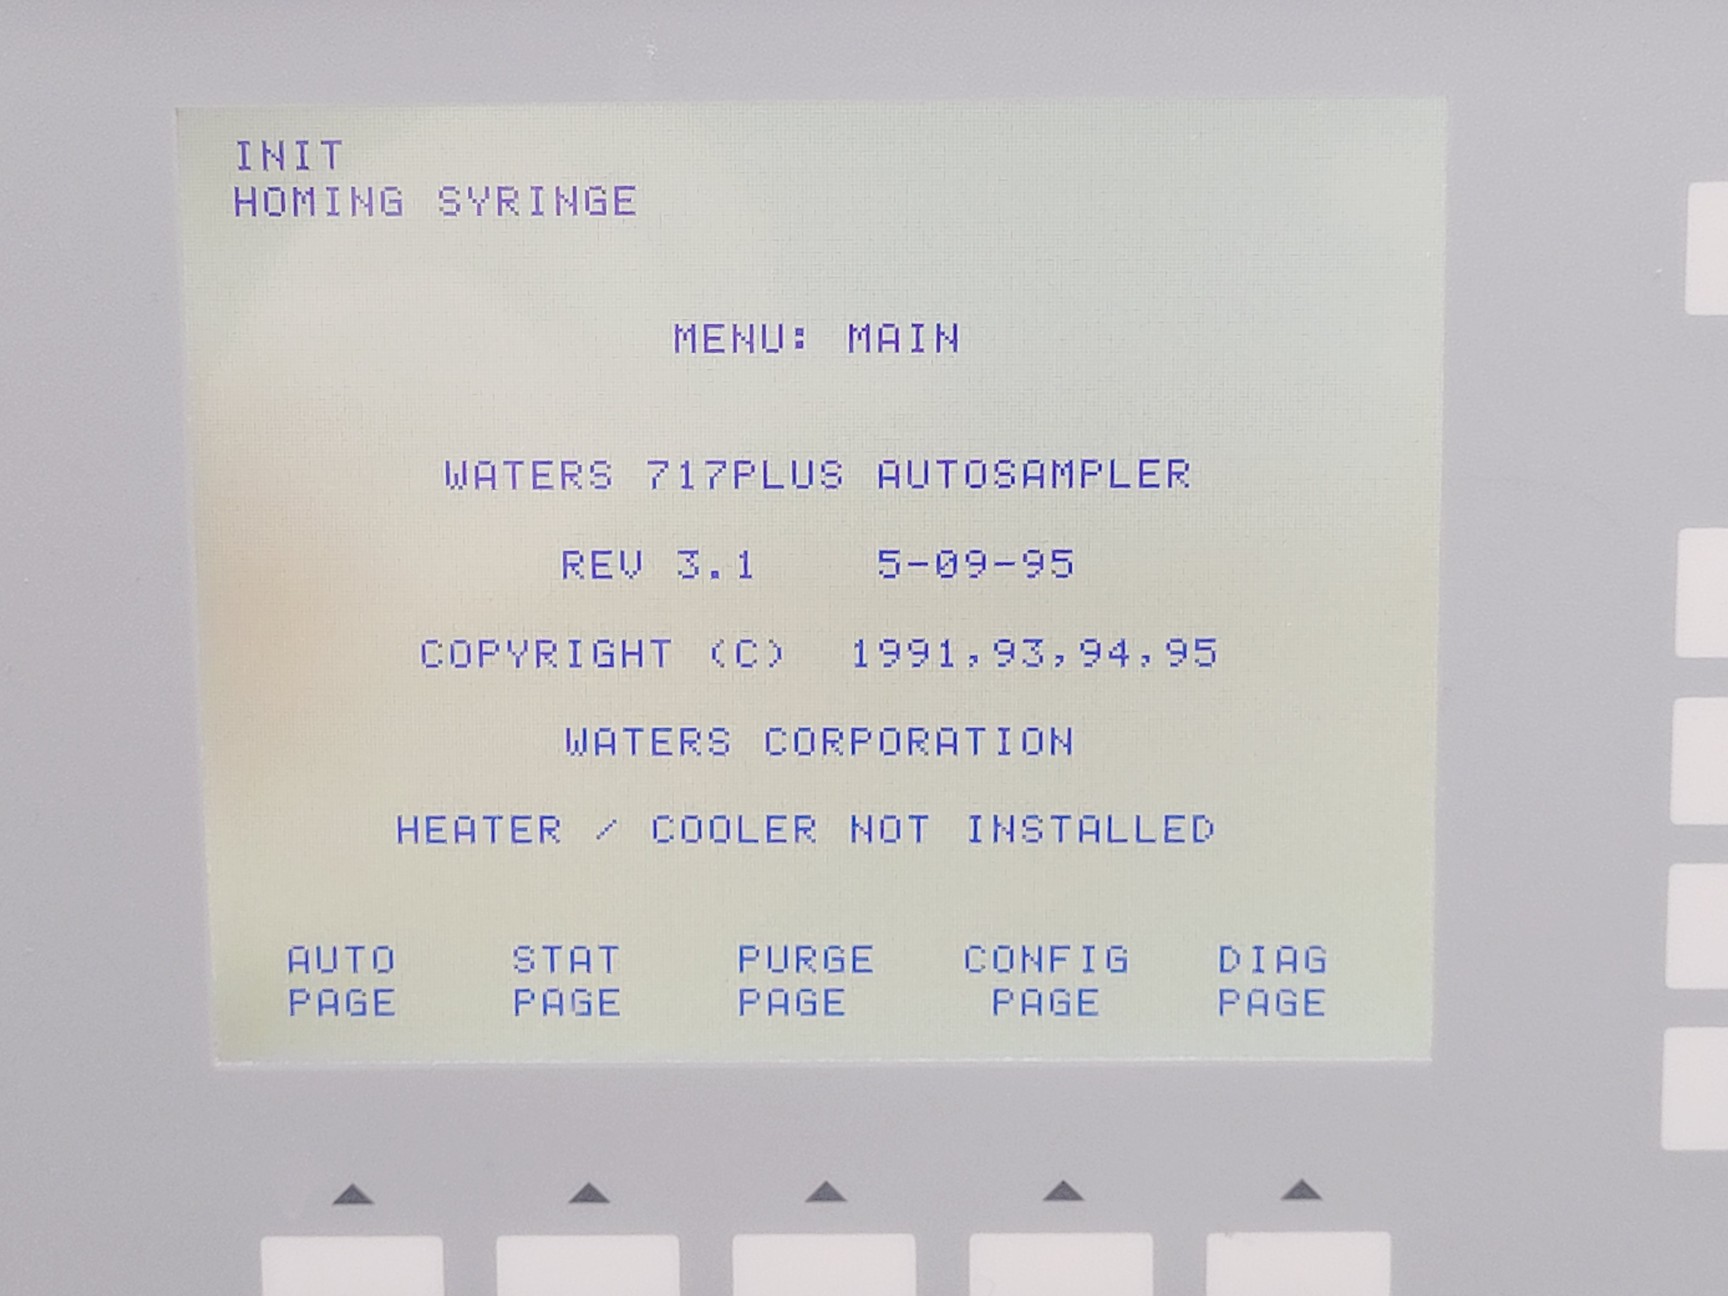 INIT
HOMING SYRINGE
MENU: MAIN
WATERS 717PLUS AUTOSAMPLER
REV 3.1 5-09-95
COPYRIGHT (C) 1991,93,94,95
WATERS CORPORATION
HEATER / COOLER NOT INSTALLED
AUTO STAT PURGE CONFIG DIAG
PAGE PAGE PAGE PAGE PAGE